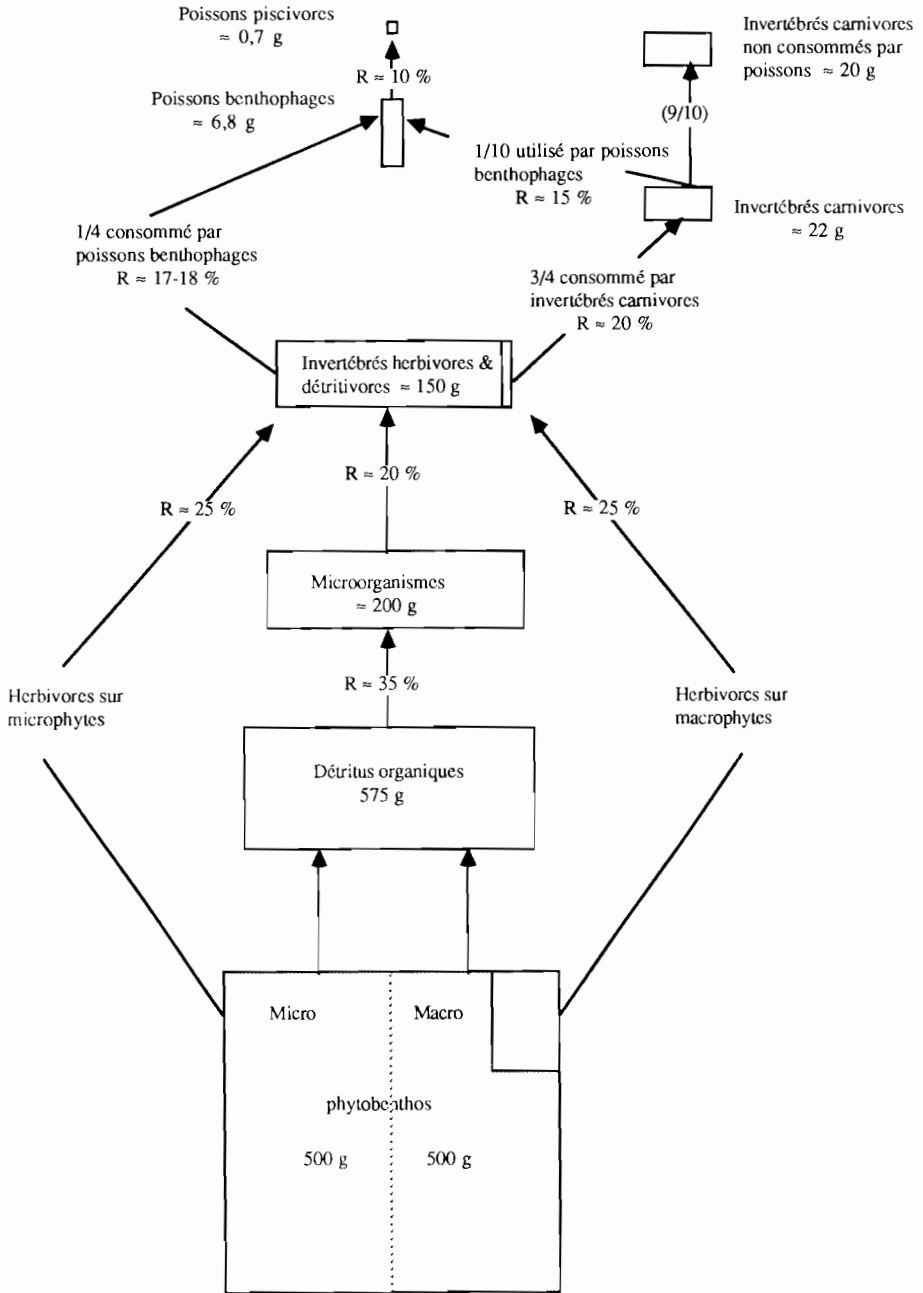 Poissons piscivores
≈ 0,7 g
Invertébrés carnivores
non consommés par
poissons ≈ 20 g
R ≈ 10 %
Poissons benthophages
≈ 6,8 g
(9/10)
1/10 utilisé par poissons
benthophages
R ≈ 15 %
Invertébrés carnivores
≈ 22 g
1/4 consommé par
poissons benthophages
R ≈ 17-18 %
3/4 consommé par
invertébrés carnivores
R ≈ 20 %
Invertébrés herbivores &
détritivores ≈ 150 g
R ≈ 20 %
R ≈ 25 %
R ≈ 25 %
Microorganismes
≈ 200 g
R ≈ 35 %
Herbivores sur
microphytes
Herbivores sur
macrophytes
Détritus organiques
575 g
Micro
Macro
phytobenthos
500 g
500 g